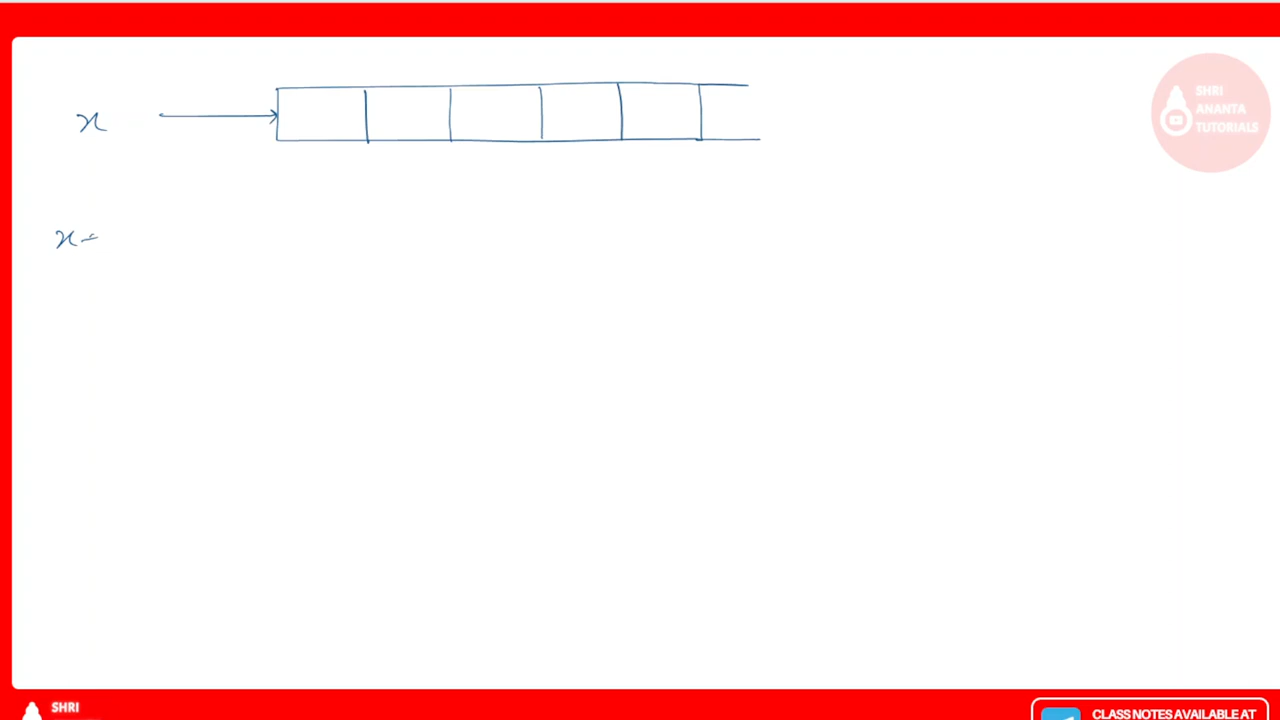 x
SHRI
ANANTA
TUTORIALS
x=
SHRI
CLASS NOTES AVAILABLE AT